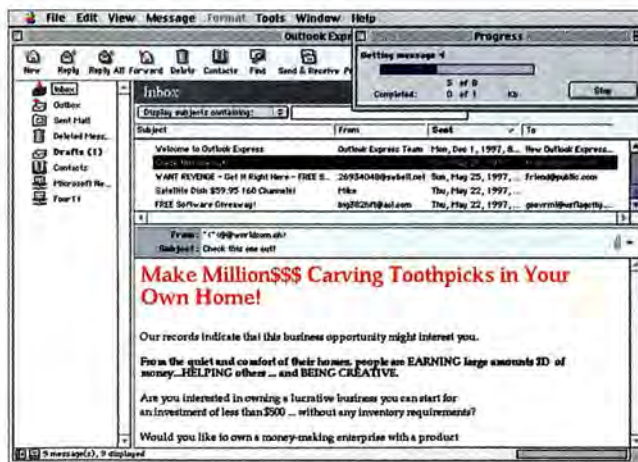 File Edit View Message Format Tools Window Help
Outlook Expr
Progress
Getting message 4
5 of 8
Completed: 0 of 1 Kb
Stop
New Reply Reply All Forward Delete Contacts Find Send & Receive
Inbox
Outbox
Sent Mail
Deleted Mess...
Drafts (1)
Contacts
Microsoft Ne...
Inbox
Display subjects containing:
Subject From Sent To
Welcome to Outlook Express Outlook Express Team Mon, Dec 1, 1997, 8... New Outlook Express...
WANT REVENGE - Get It Right Here - FREE S... Sun, May 25, 1997, ... friend@public.com
Satellite Dish $59.95 160 Channels! Mike Thu, May 22, 1997, ...
FREE Software Giveaway! Thu, May 22, 1997, ...
From:
Subject: Check this one out!
Make Million$$$ Carving Toothpicks in Your
Own Home!
Our records indicate that this business opportunity might interest you.
From the quiet and comfort of their homes, people are EARNING large amounts 3D of
money...HELPING others ... and BEING CREATIVE.
Are you interested in owning a lucrative business you can start for
an investment of less than $500 ... without any inventory requirements?
Would you like to own a money-making enterprise with a product
9 message(s), 9 displayed